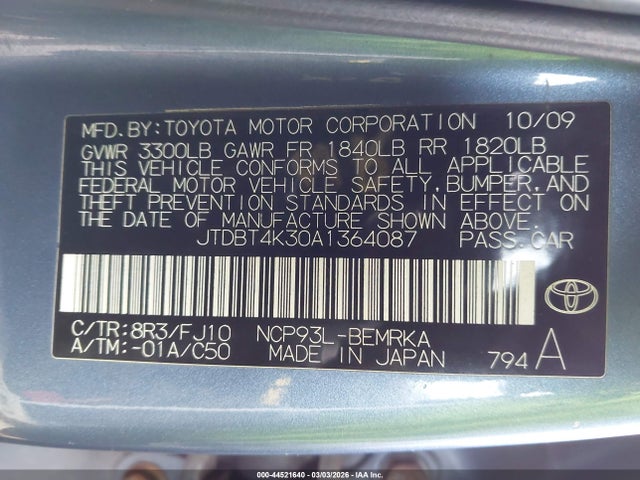 MFD.BY:TOYOTA MOTOR CORPORATION 10/09
GVWR 3300LB GAWR FR 1840LB RR 1820LB
THIS VEHICLE CONFORMS TO ALL APPLICABLE
FEDERAL MOTOR VEHICLE SAFETY,BUMPER,AND
THEFT PREVENTION STANDARDS IN EFFECT ON
THE DATE OF MANUFACTURE SHOWN ABOVE.
JTDBT4K30A1364087 PASS.CAR
C/TR:8R3/FJ10 NCP93L-BEMRKA
A/TM:-01A/C50 MADE IN JAPAN 794 A
TOYOTA
000-44521640 - 03/03/2026 - IAA Inc.